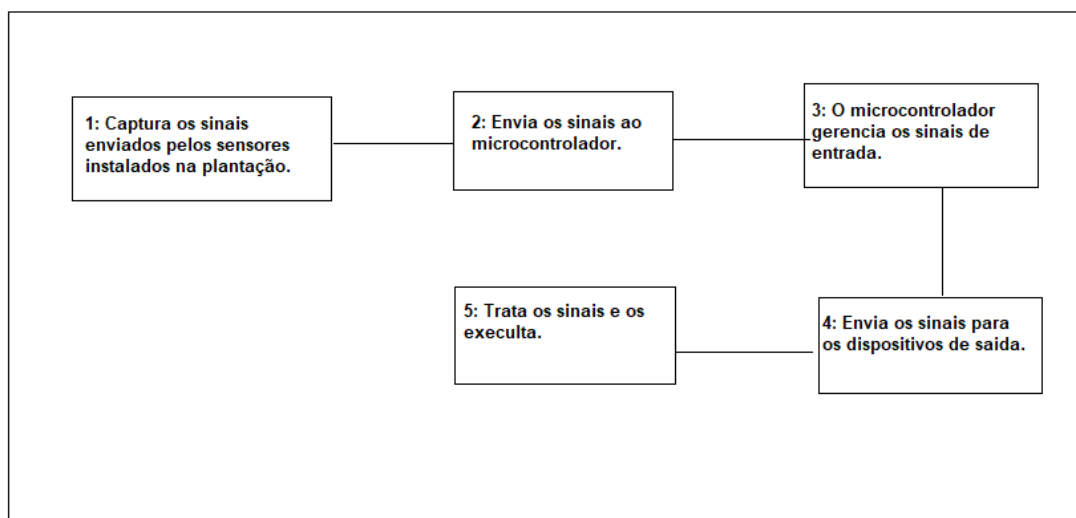 1: Captura os sinais
enviados pelos sensores
instalados na plantação.
2: Envia os sinais ao
microcontrolador.
3: O microcontrolador
gerencia os sinais de
entrada.
4: Envia os sinais para
os dispositivos de saida.
5: Trata os sinais e os
execulta.